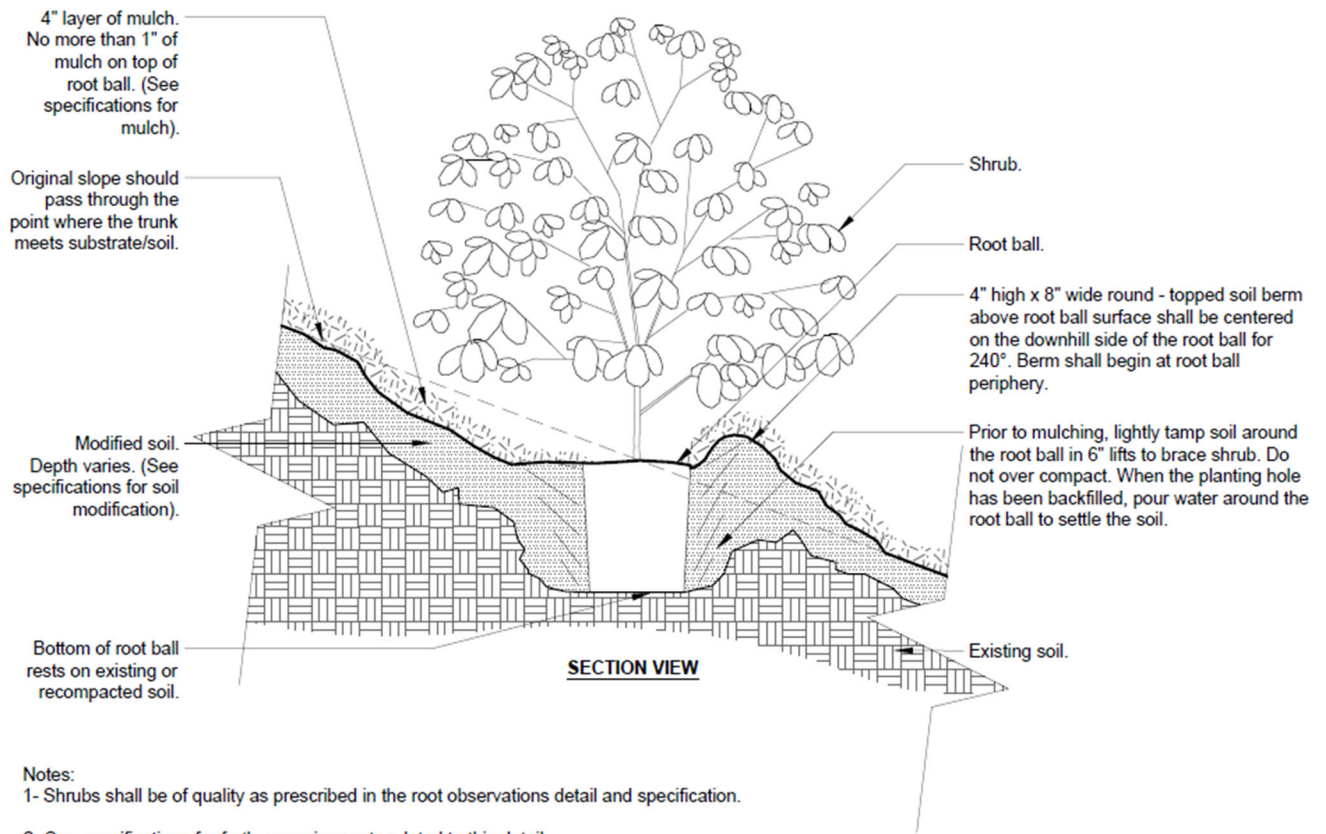 4" layer of mulch.
No more than 1" of
mulch on top of
root ball. (See
specifications for
mulch).
Original slope should
pass through the
point where the trunk
meets substrate/soil.
Modified soil.
Depth varies. (See
specifications for soil
modification).
Bottom of root ball
rests on existing or
recompacted soil.
Shrub.
Root ball.
4" high x 8" wide round - topped soil berm
above root ball surface shall be centered
on the downhill side of the root ball for
240°. Berm shall begin at root ball
periphery.
Prior to mulching, lightly tamp soil around
the root ball in 6" lifts to brace shrub. Do
not over compact. When the planting hole
has been backfilled, pour water around the
root ball to settle the soil.
Existing soil.
SECTION VIEW
Notes:
1- Shrubs shall be of quality as prescribed in the root observations detail and specification.